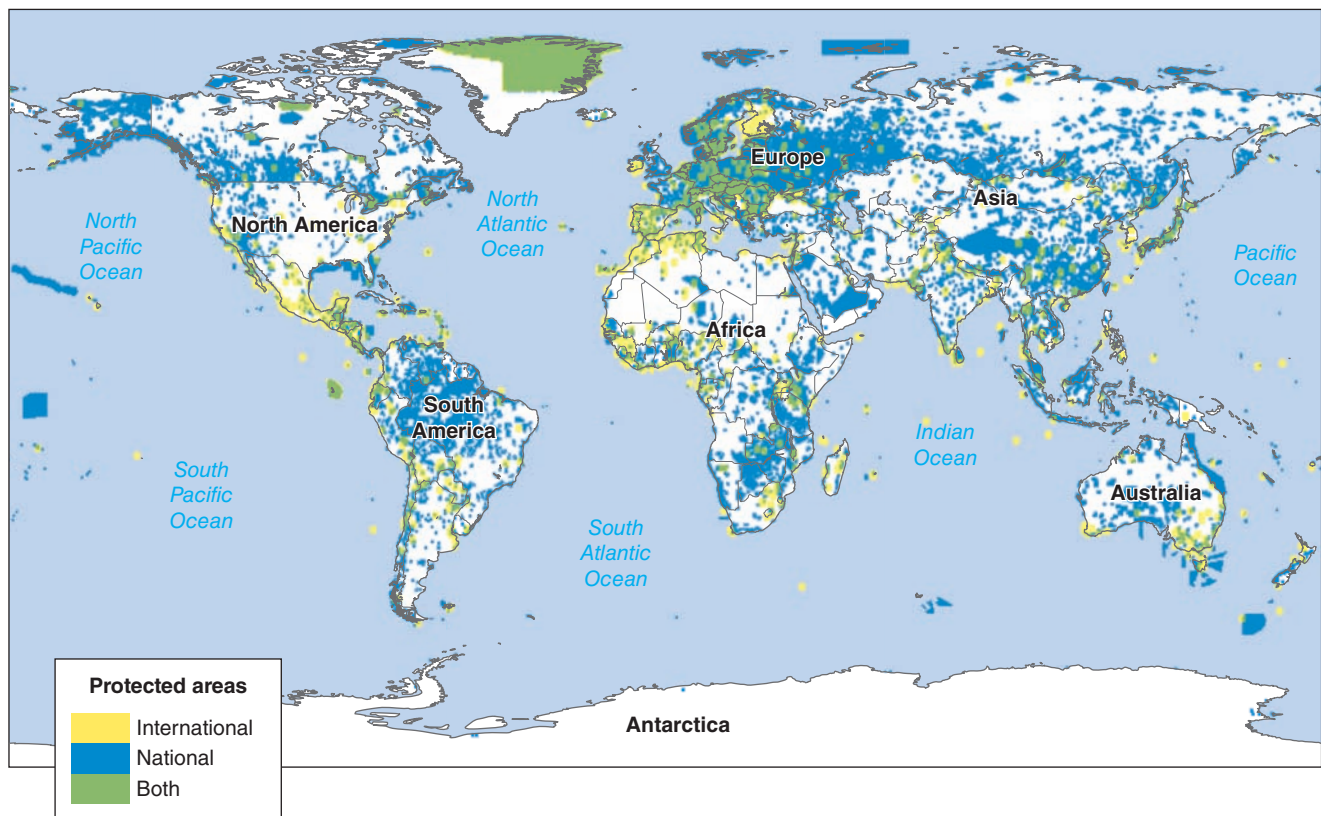 Europe
Asia
North America
North
Atlantic
Ocean
North
Pacific
Ocean
Pacific
Ocean
Africa
South
America
Indian
Ocean
South
Pacific
Ocean
Australia
South
Atlantic
Ocean
Antarctica
Protected areas
International
National
Both